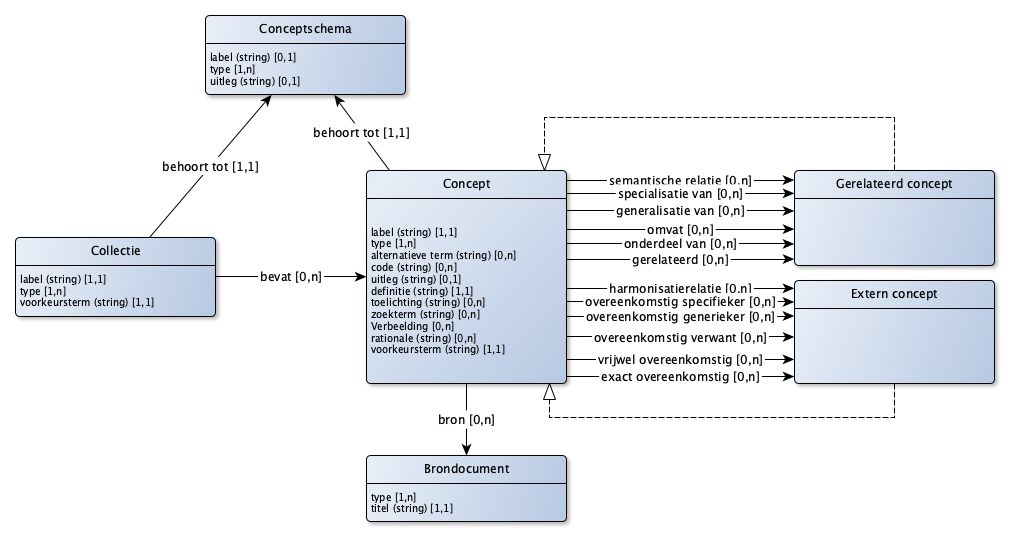 Conceptschema
label (string) [0,1]
type [1,n]
uitleg (string) [0,1]
behoort tot [1,1]
behoort tot [1,1]
Concept
label (string) [1,1]
type [1,n]
alternatieve term (string) [0,n]
code (string) [0,n]
uitleg (string) [0,1]
definitie (string) [1,1]
toelichting (string) [0,n]
zoekterm (string) [0,n]
Verbeelding [0,n]
rationale (string) [0,n]
voorkeursterm (string) [1,1]
semantische relatie [0,n]
specialisatie van [0,n]
generalisatie van [0,n]
omvat [0,n]
onderdeel van [0,n]
gerelateerd [0,n]
Gerelateerd concept
Collectie
label (string) [1,1]
type [1,n]
voorkeursterm (string) [1,1]
bevat [0,n]
harmonisatierelatie [0,n]
overeenkomstig specifieker [0,n]
overeenkomstig generieker [0,n]
overeenkomstig verwant [0,n]
vrijwel overeenkomstig [0,n]
exact overeenkomstig [0,n]
Extern concept
bron [0,n]
Brondocument
type [1,n]
titel (string) [1,1]